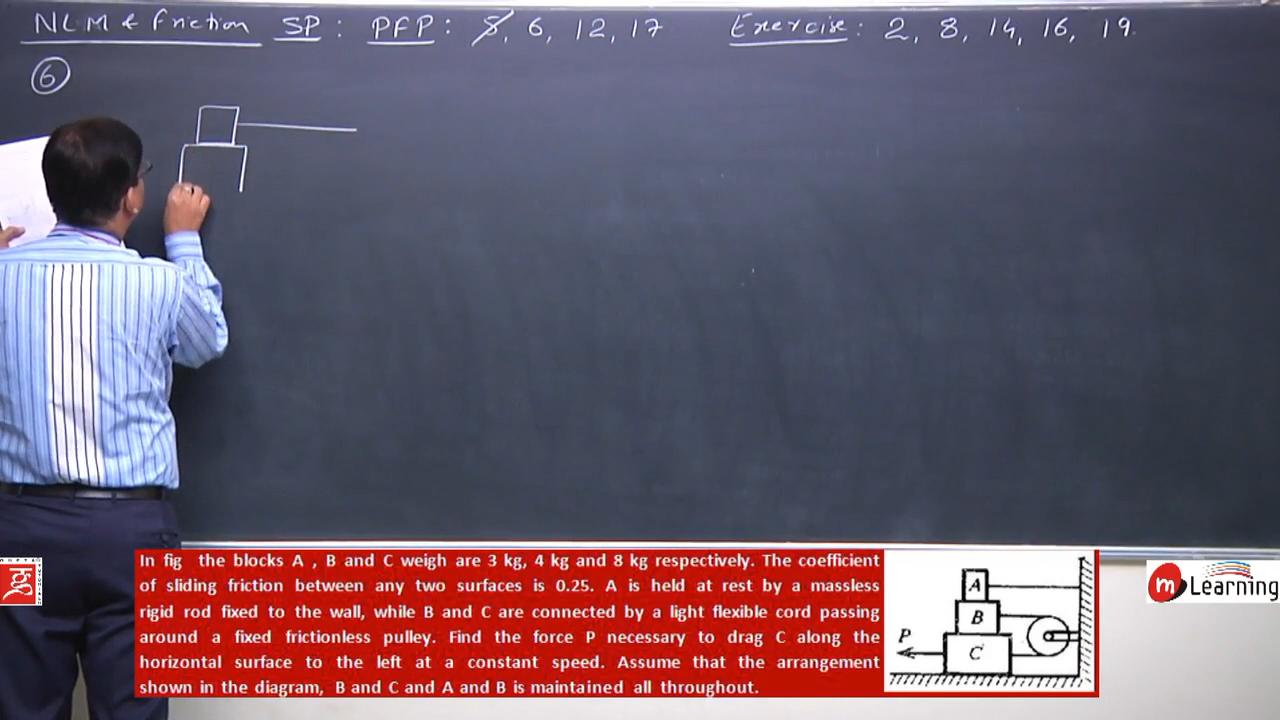 NLM & Friction SP : PFP : 5, 6, 12, 17 Exercise : 2, 8, 14, 16, 19
6
In fig the blocks A , B and C weigh are 3 kg, 4 kg and 8 kg respectively. The coefficient
of sliding friction between any two surfaces is 0.25. A is held at rest by a massless
rigid rod fixed to the wall, while B and C are connected by a light flexible cord passing
around a fixed frictionless pulley. Find the force P necessary to drag C along the
horizontal surface to the left at a constant speed. Assume that the arrangement
shown in the diagram, B and C and A and B is maintained all throughout.
A
B
P
C
m Learning